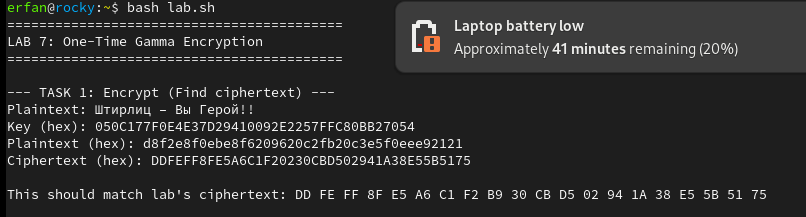 erfan@rocky:~$ bash lab.sh
==========================================
LAB 7: One-Time Gamma Encryption
==========================================
Laptop battery low
Approximately 41 minutes remaining (20%)
--- TASK 1: Encrypt (Find ciphertext) ---
Plaintext: Штирлиц – Вы Герой!!
Key (hex): 050C177F0E4E37D29410092E2257FFC80BB27054
Plaintext (hex): d8f2e8f0ebe8f6209620c2fb20c3e5f0eee92121
Ciphertext (hex): DDFEFF8FE5A6C1F20230CBD502941A38E55B5175
This should match lab's ciphertext: DD FE FF 8F E5 A6 C1 F2 B9 30 CB D5 02 94 1A 38 E5 5B 51 75